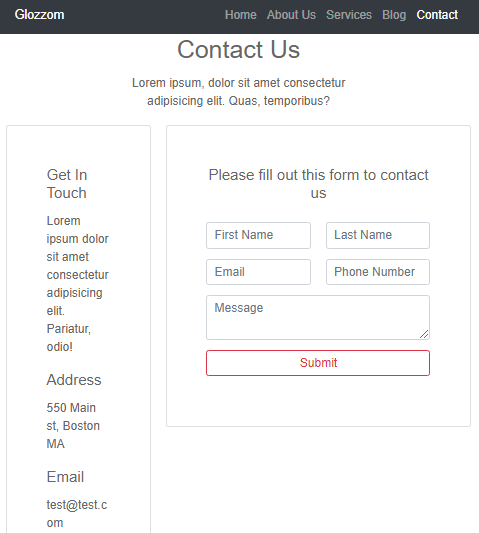 Glozzom Home About Us Services Blog Contact
Contact Us
Lorem ipsum, dolor sit amet consectetur
adipisicing elit. Quas, temporibus?
Get In
Touch
Lorem
ipsum dolor
sit amet
consectetur
adipisicing
elit.
Pariatur,
odio!
Address
550 Main
st, Boston
MA
Email
test@test.c
om
Please fill out this form to contact
us
First Name Last Name
Email Phone Number
Message
Submit